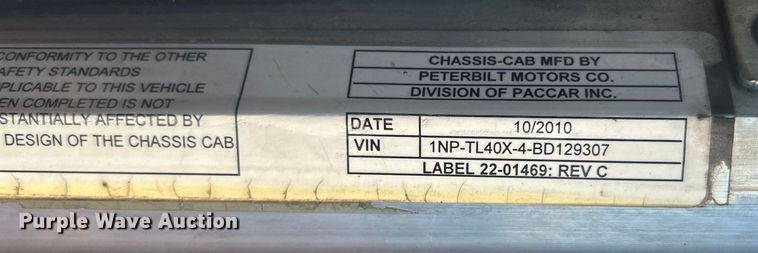 CONFORMITY TO THE OTHER
SAFETY STANDARDS
PPLICABLE TO THIS VEHICLE
EN COMPLETED IS NOT
STANTIALLY AFFECTED BY
DESIGN OF THE CHASSIS CAB
CHASSIS-CAB MFD BY
PETERBILT MOTORS CO.
DIVISION OF PACCAR INC.
DATE 10/2010
VIN 1NP-TL40X-4-BD129307
LABEL 22-01469: REV C
Purple Wave Auction